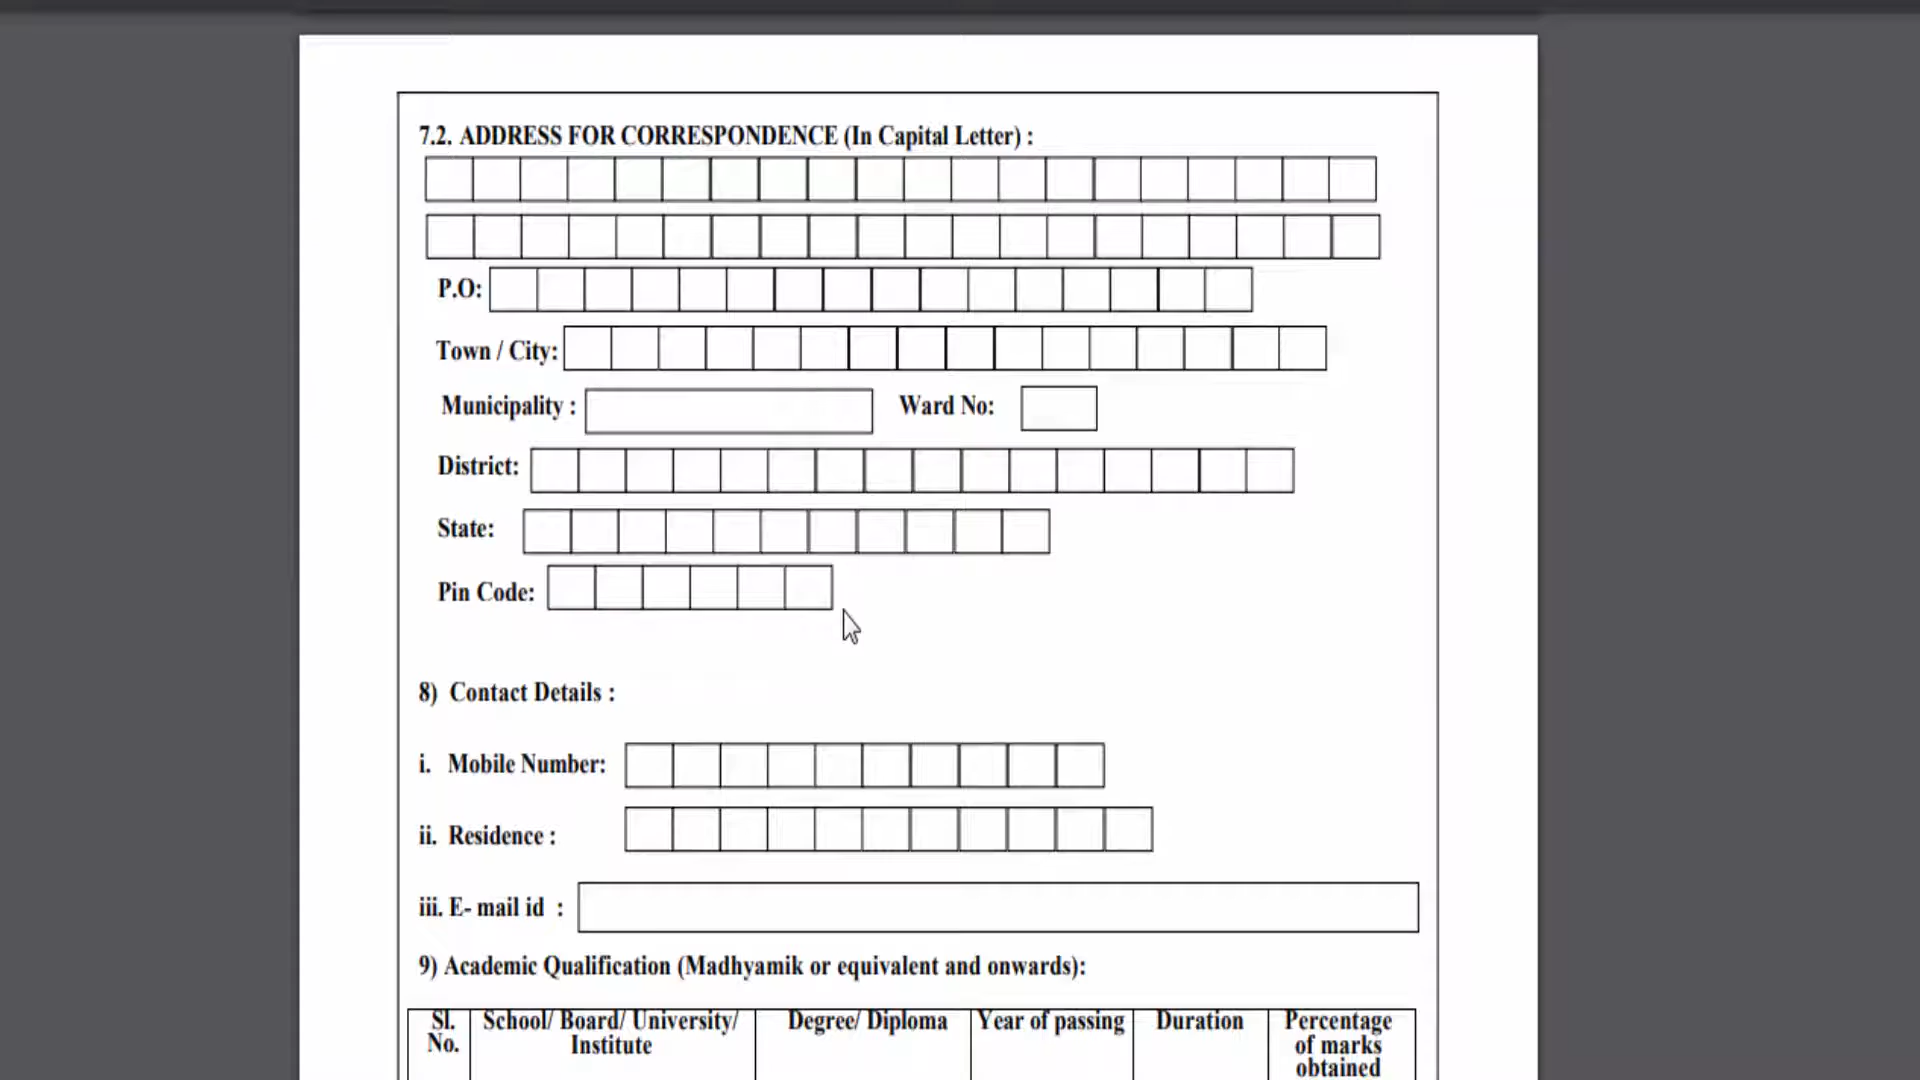 7.2. ADDRESS FOR CORRESPONDENCE (In Capital Letter) :
P.O:
Town / City:
Municipality :
Ward No:
District:
State:
Pin Code:
8) Contact Details :
i. Mobile Number:
ii. Residence :
iii. E- mail id :
9) Academic Qualification (Madhyamik or equivalent and onwards):
Sl. No.
School/ Board/ University/ Institute
Degree/ Diploma
Year of passing
Duration
Percentage of marks obtained